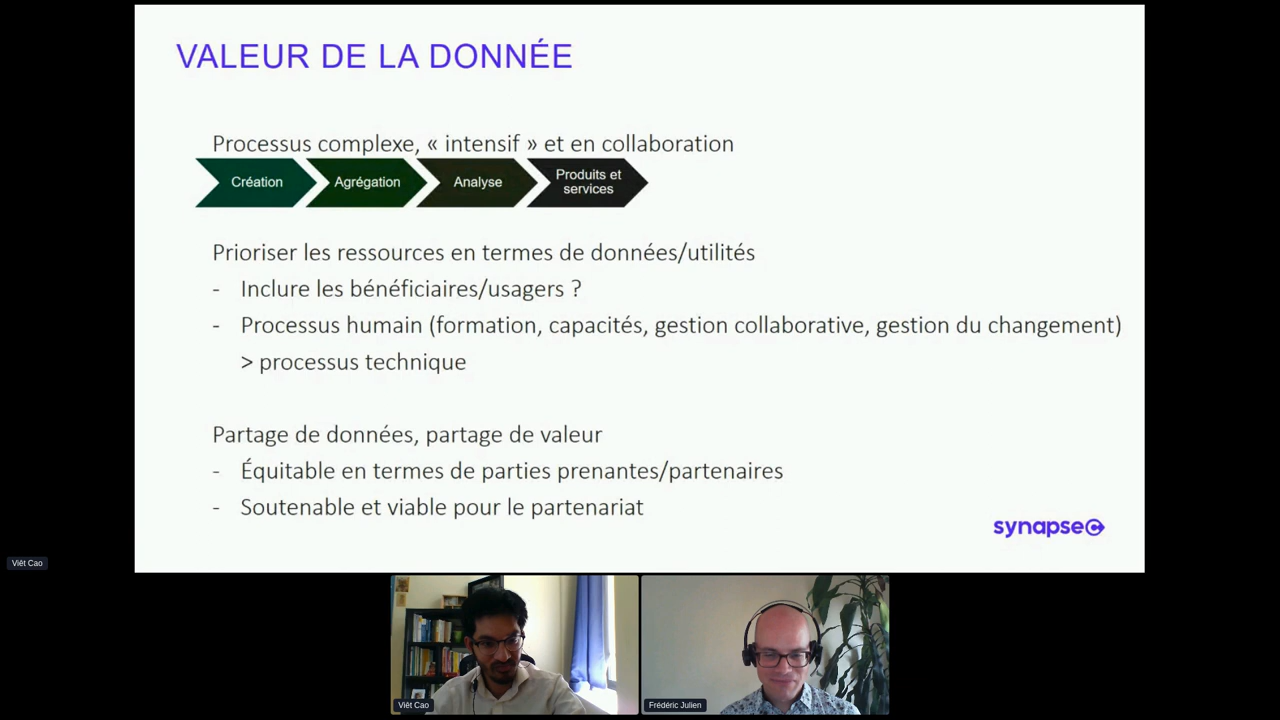 VALEUR DE LA DONNÉE
Processus complexe, « intensif » et en collaboration
Création
Agrégation
Analyse
Produits et
services
Prioriser les ressources en termes de données/utilités
- Inclure les bénéficiaires/usagers ?
- Processus humain (formation, capacités, gestion collaborative, gestion du changement)
> processus technique
Partage de données, partage de valeur
- Équitable en termes de parties prenantes/partenaires
- Soutenable et viable pour le partenariat
synapseC
Viêt Cao
Viêt Cao
Frédéric Julien